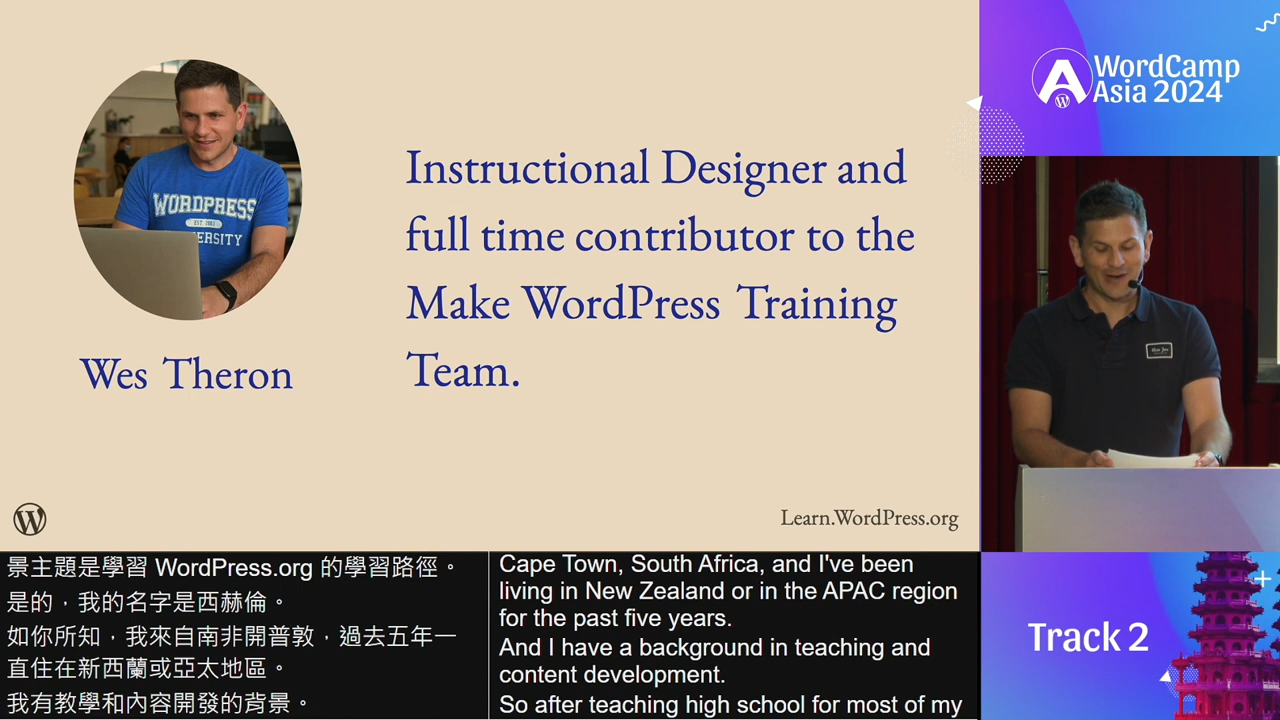 WORDPRESS
EST. 2003
ERSITY
Wes Theron
Instructional Designer and
full time contributor to the
Make WordPress Training
Team.
Learn.WordPress.org
WordCamp
Asia 2024
景主題是學習 WordPress.org 的學習路徑。
是的，我的名字是西赫倫。
如你所知，我來自南非開普敦，過去五年一
直住在新西蘭或亞太地區。
我有教學和內容開發的背景。
Cape Town, South Africa, and I've been
living in New Zealand or in the APAC region
for the past five years.
And I have a background in teaching and
content development.
So after teaching high school for most of my
Track 2